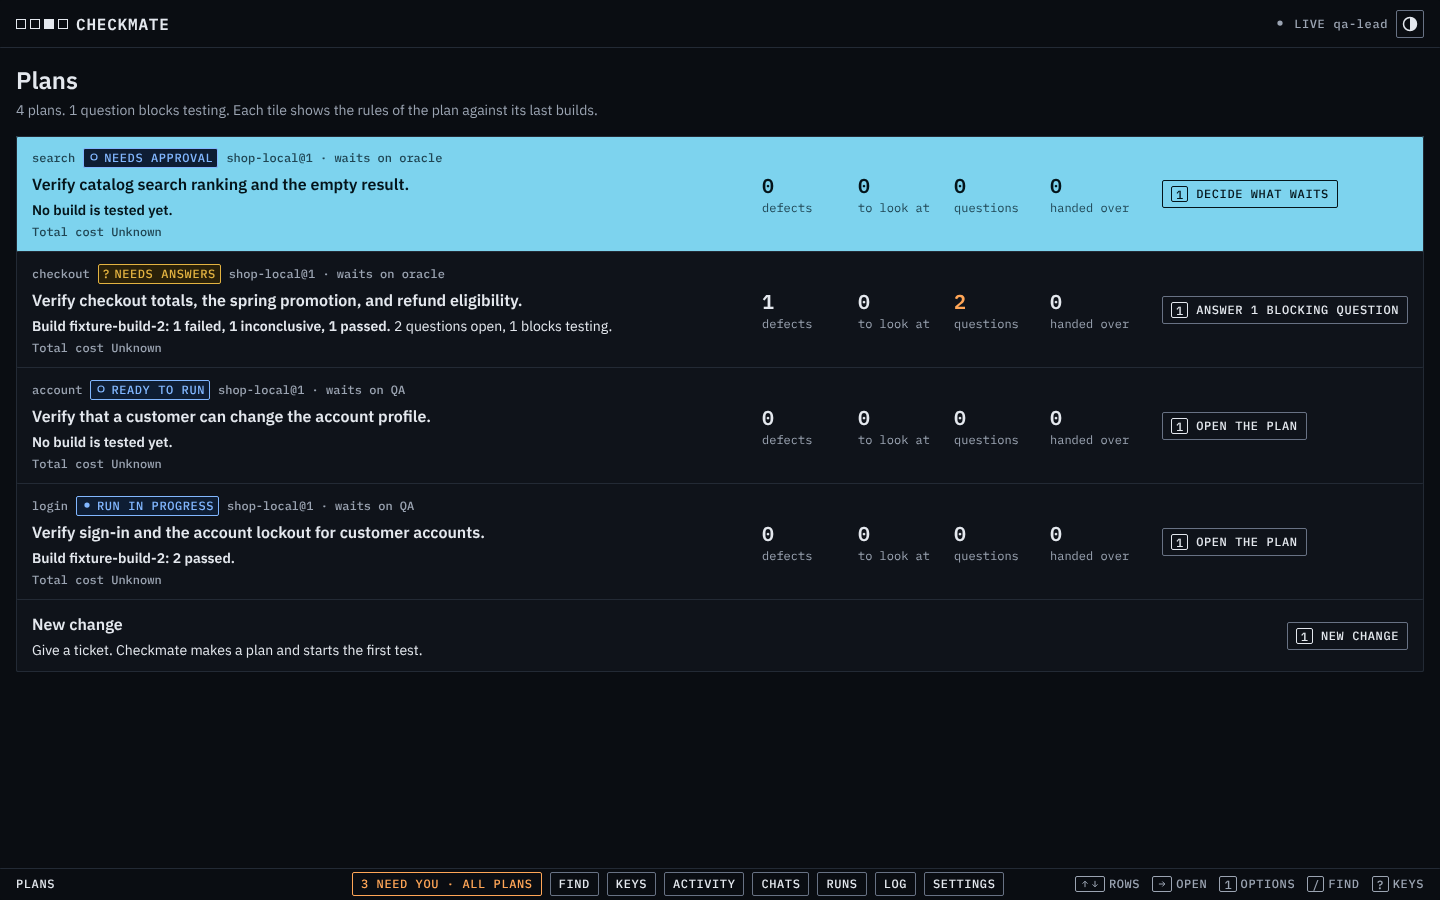 CHECKMATE
LIVE qa-lead
Plans
4 plans. 1 question blocks testing. Each tile shows the rules of the plan against its last builds.
search NEEDS APPROVAL shop-local@1 · waits on oracle
Verify catalog search ranking and the empty result.
No build is tested yet.
Total cost Unknown
0 defects
0 to look at
0 questions
0 handed over
1 DECIDE WHAT WAITS
checkout ? NEEDS ANSWERS shop-local@1 · waits on oracle
Verify checkout totals, the spring promotion, and refund eligibility.
Build fixture-build-2: 1 failed, 1 inconclusive, 1 passed. 2 questions open, 1 blocks testing.
Total cost Unknown
1 defects
0 to look at
2 questions
0 handed over
1 ANSWER 1 BLOCKING QUESTION
account READY TO RUN shop-local@1 · waits on QA
Verify that a customer can change the account profile.
No build is tested yet.
Total cost Unknown
0 defects
0 to look at
0 questions
0 handed over
1 OPEN THE PLAN
login RUN IN PROGRESS shop-local@1 · waits on QA
Verify sign-in and the account lockout for customer accounts.
Build fixture-build-2: 2 passed.
Total cost Unknown
0 defects
0 to look at
0 questions
0 handed over
1 OPEN THE PLAN
New change
Give a ticket. Checkmate makes a plan and starts the first test.
1 NEW CHANGE
PLANS
3 NEED YOU · ALL PLANS
FIND
KEYS
ACTIVITY
CHATS
RUNS
LOG
SETTINGS
↑↓ ROWS → OPEN 1 OPTIONS / FIND ? KEYS